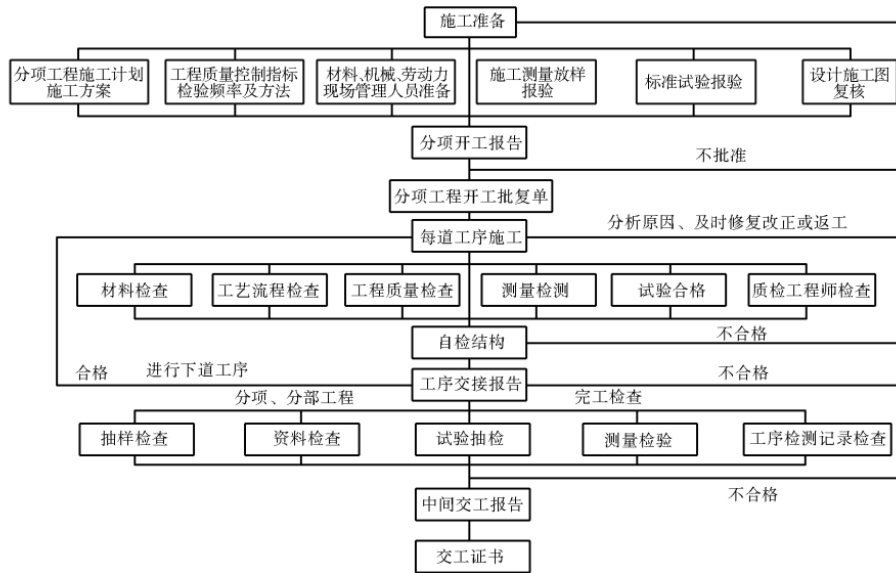 施工准备
分项工程施工计划
施工方案
工程质量控制指标
检验频率及方法
材料、机械、劳动力
现场管理人员准备
施工测量放样
报验
标准试验报验
设计施工图
复核
分项开工报告
不批准
分项工程开工批复单
分析原因、及时修复改正或返工
每道工序施工
材料检查
工艺流程检查
工程质量检查
测量检测
试验合格
质检工程师检查
自检结构
不合格
合格
进行下道工序
工序交接报告
不合格
分项、分部工程
完工检查
抽样检查
资料检查
试验抽检
测量检验
工序检测记录检查
中间交工报告
不合格
交工证书